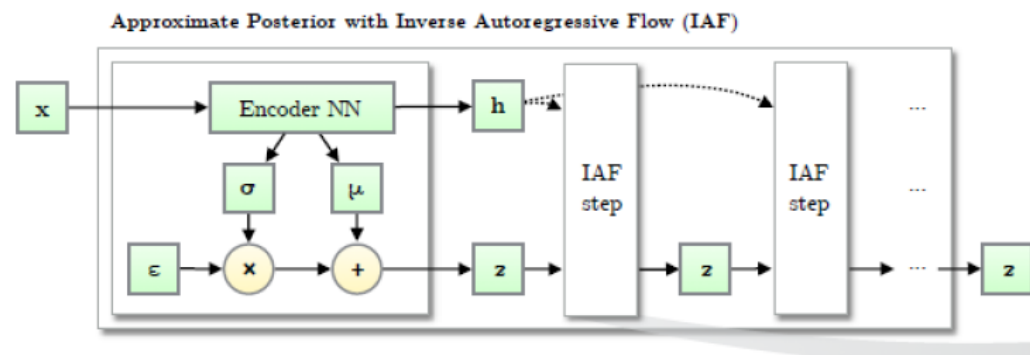 Approximate Posterior with Inverse Autoregressive Flow (IAF)
x
Encoder NN
h
σ
μ
IAF
step
IAF
step
...
...
ε
×
+
z
z
...
z